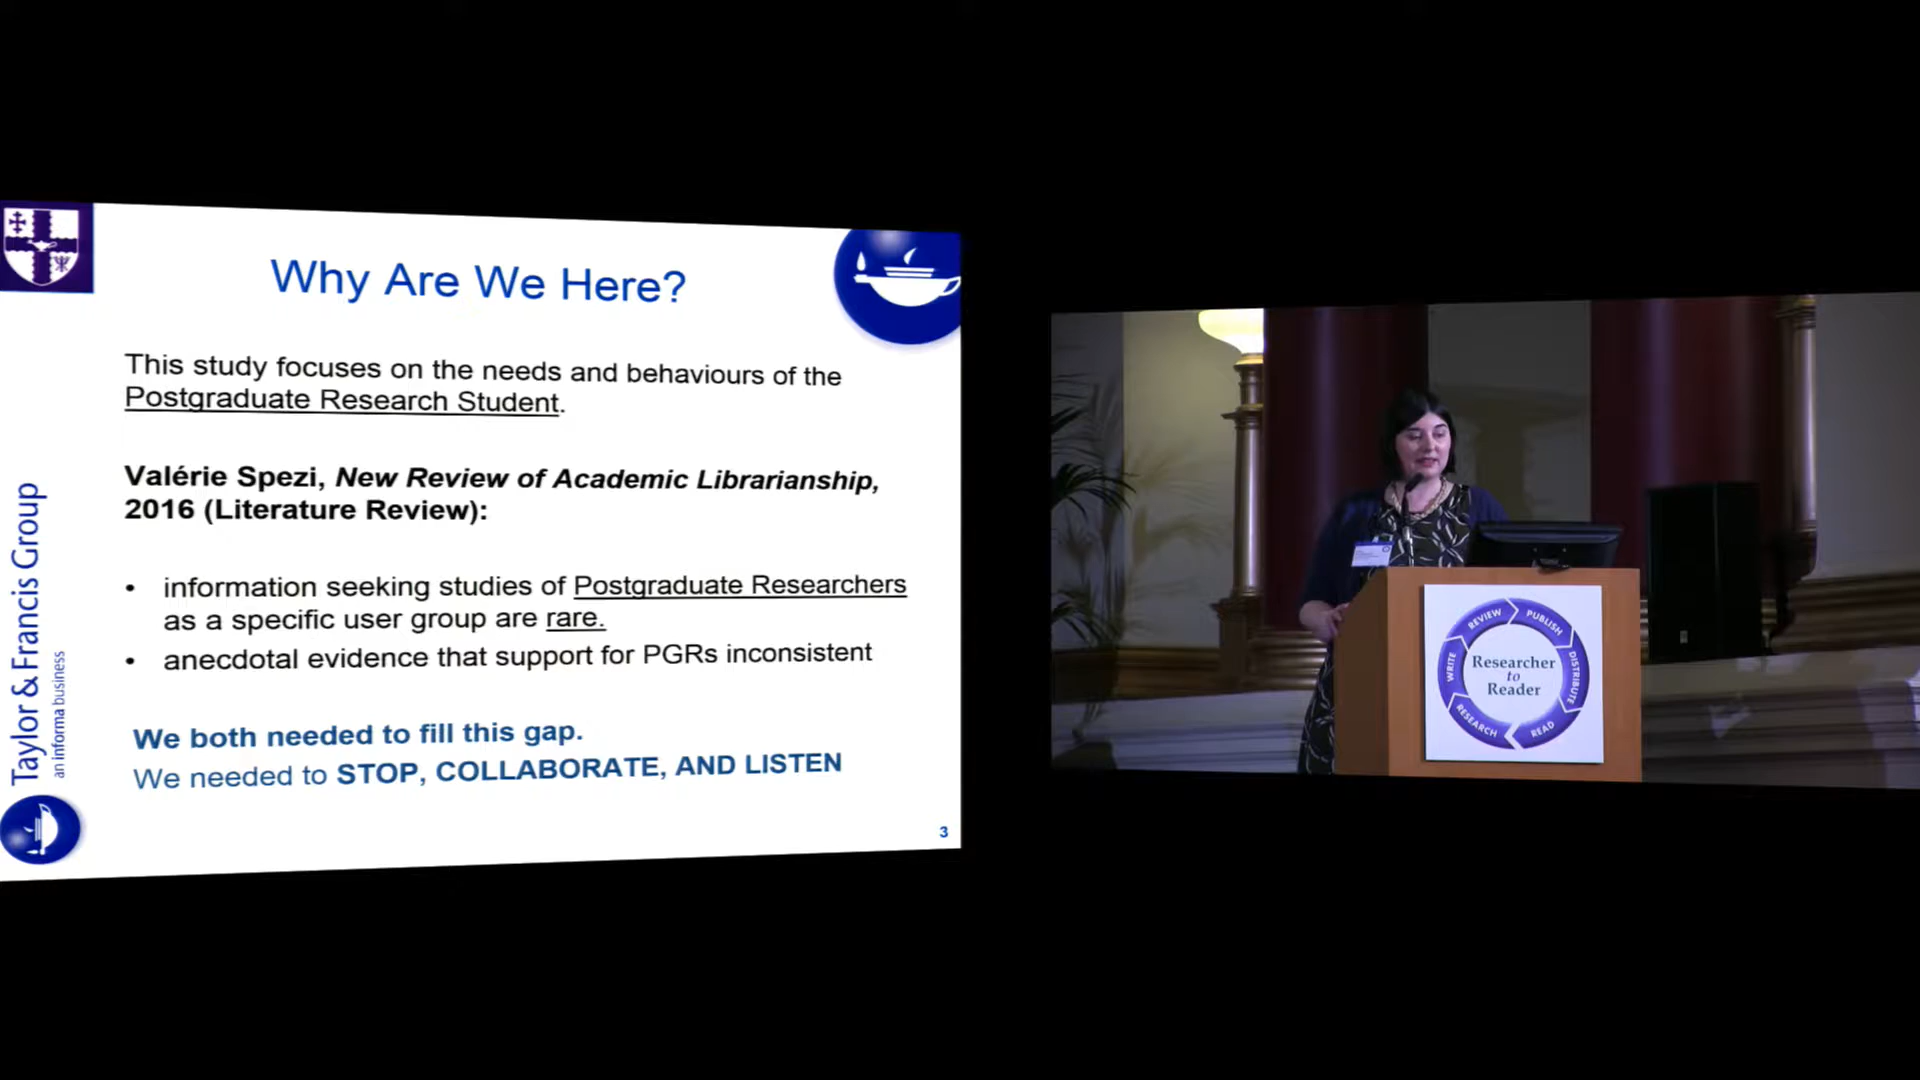 Why Are We Here?
This study focuses on the needs and behaviours of the
Postgraduate Research Student.
Valérie Spezi, New Review of Academic Librarianship,
2016 (Literature Review):
• information seeking studies of Postgraduate Researchers
as a specific user group are rare.
• anecdotal evidence that support for PGRs inconsistent
We both needed to fill this gap.
We needed to STOP, COLLABORATE, AND LISTEN
3
Taylor & Francis Group
an informa business
REVIEW
PUBLISH
DISTRIBUTE
READ
RESEARCH
WRITE
Researcher
to
Reader